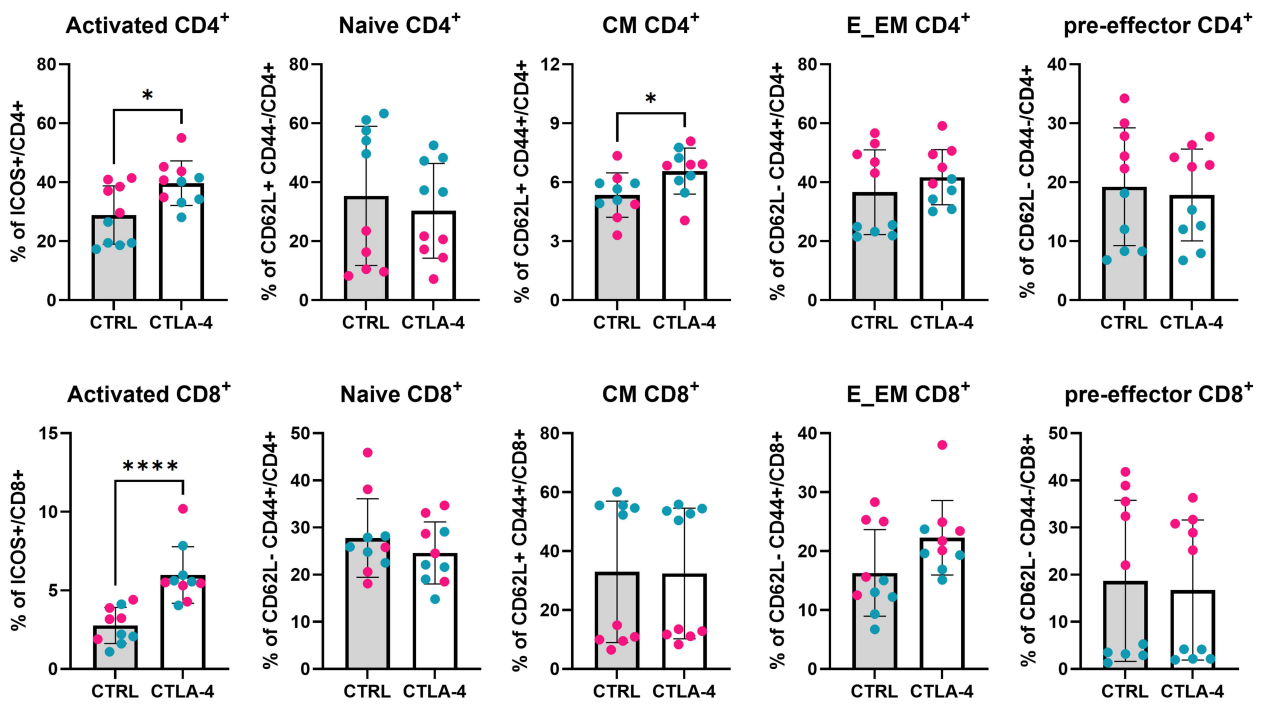 Activated CD4+
Naive CD4+
CM CD4+
E_EM CD4+
pre-effector CD4+
% of ICOS+/CD4+
80
60
40
20
0
*
CTRL CTLA-4
% of CD62L+ CD44-/CD4+
80
60
40
20
0
CTRL CTLA-4
% of CD62L+ CD44+/CD4+
12
9
6
3
0
*
CTRL CTLA-4
% of CD62L- CD44+/CD4+
80
60
40
20
0
CTRL CTLA-4
% of CD62L- CD44-/CD4+
40
30
20
10
0
CTRL CTLA-4
Activated CD8+
Naive CD8+
CM CD8+
E_EM CD8+
pre-effector CD8+
% of ICOS+/CD8+
15
10
5
0
****
CTRL CTLA-4
% of CD62L- CD44+/CD4+
50
40
30
20
10
0
CTRL CTLA-4
% of CD62L+ CD44+/CD8+
80
60
40
20
0
CTRL CTLA-4
% of CD62L- CD44+/CD8+
40
30
20
10
0
CTRL CTLA-4
% of CD62L- CD44-/CD8+
50
40
30
20
10
0
CTRL CTLA-4